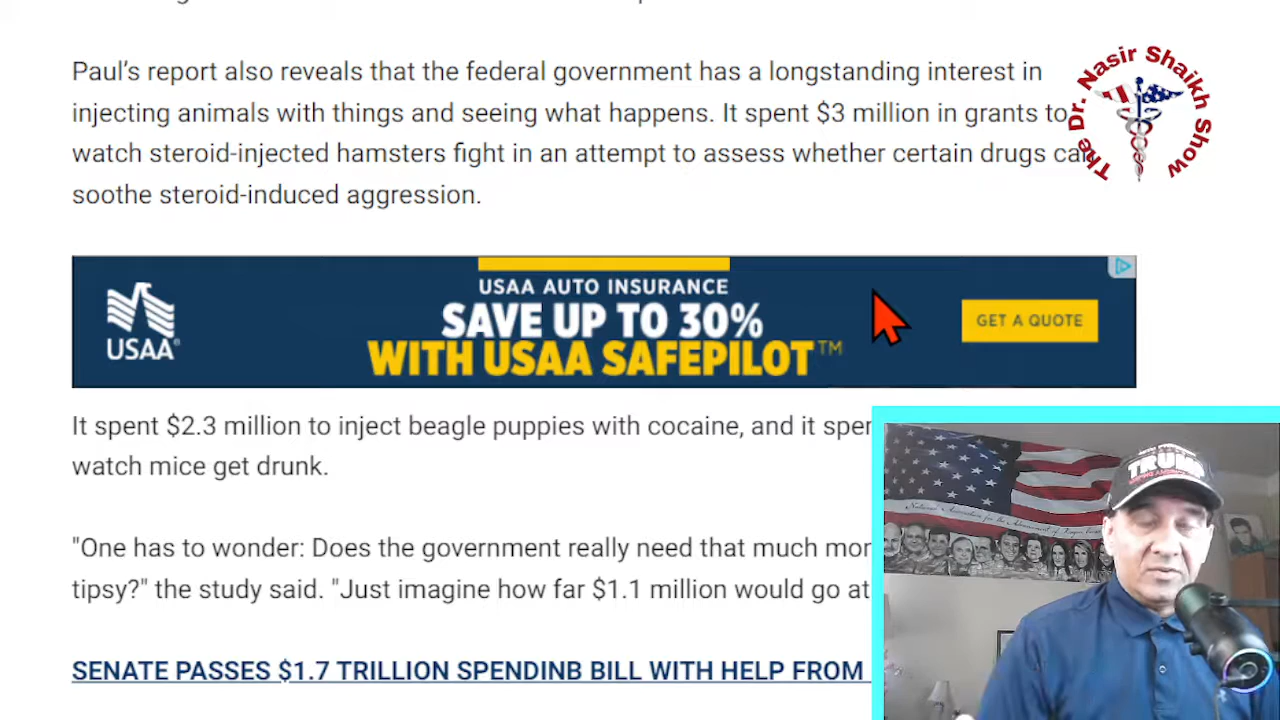 Paul's report also reveals that the federal government has a longstanding interest in
injecting animals with things and seeing what happens. It spent $3 million in grants to
watch steroid-injected hamsters fight in an attempt to assess whether certain drugs can
soothe steroid-induced aggression.
The Dr. Nasir Shaikh Show
USAA AUTO INSURANCE
SAVE UP TO 30%
WITH USAA SAFEPILOT™
USAA®
GET A QUOTE
It spent $2.3 million to inject beagle puppies with cocaine, and it
watch mice get drunk.
"One has to wonder: Does the government really need that much
tipsy?" the study said. "Just imagine how far $1.1 million would go at
SENATE PASSES $1.7 TRILLION SPENDINB BILL WITH HELP FROM
TRUMP